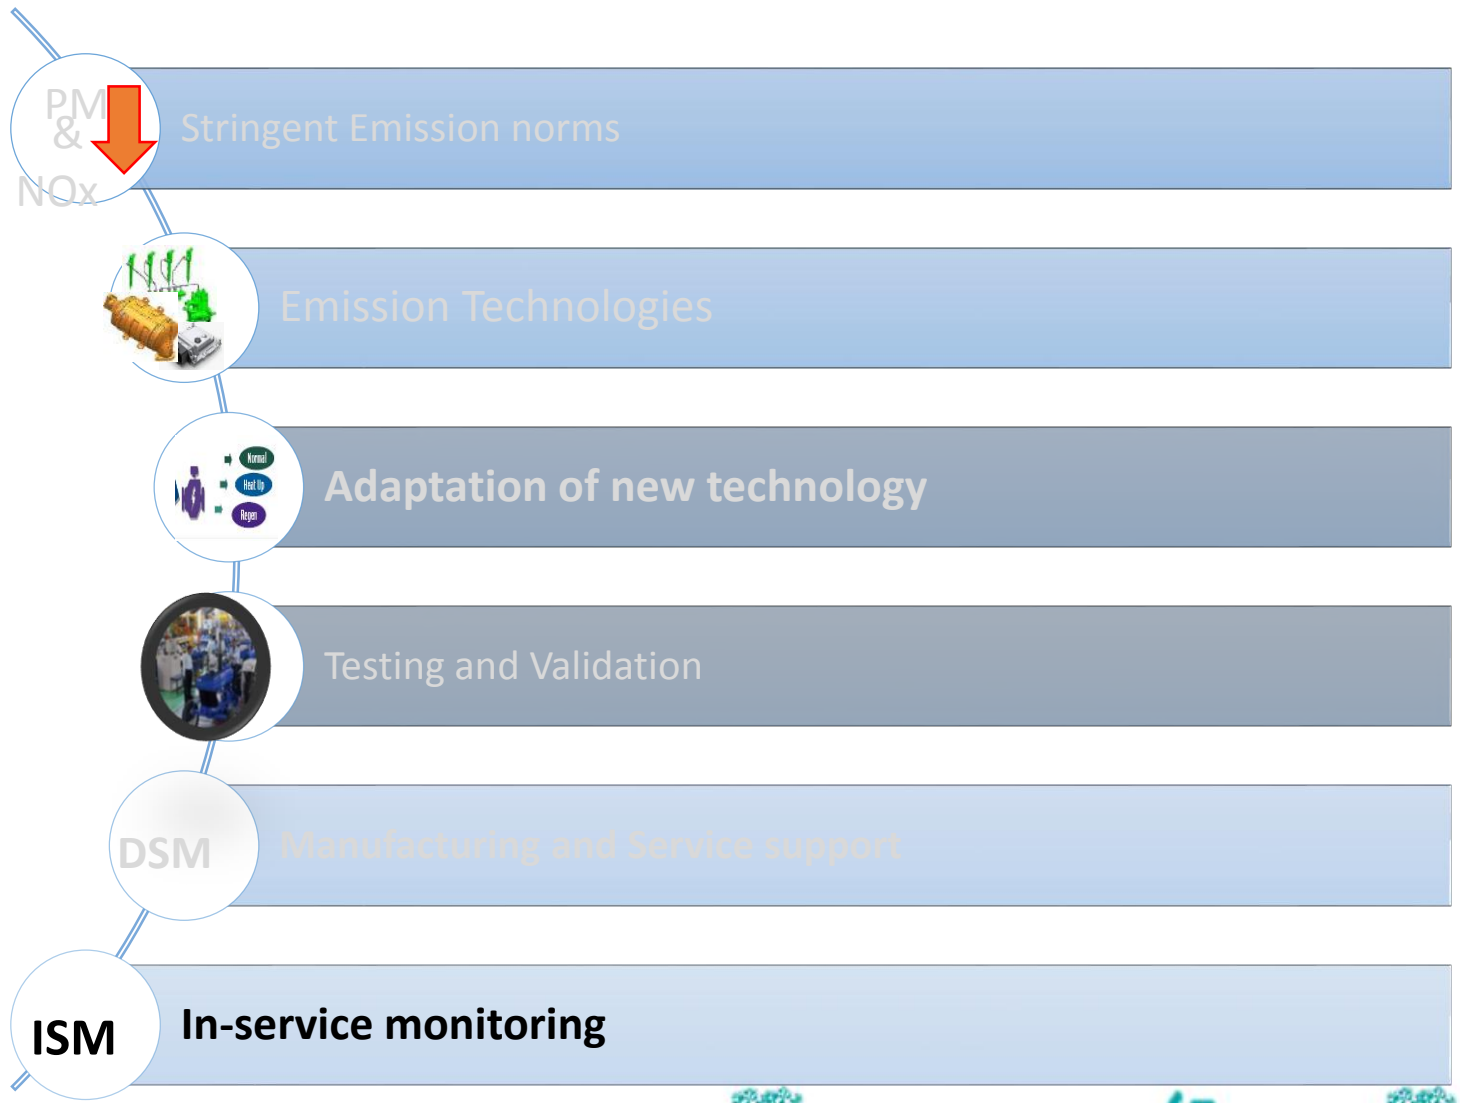 PM
&
NOx
Stringent Emission norms
Emission Technologies
Normal
Heat Up
Regen
Adaptation of new technology
Testing and Validation
DSM
Manufacturing and Service support
ISM
In-service monitoring